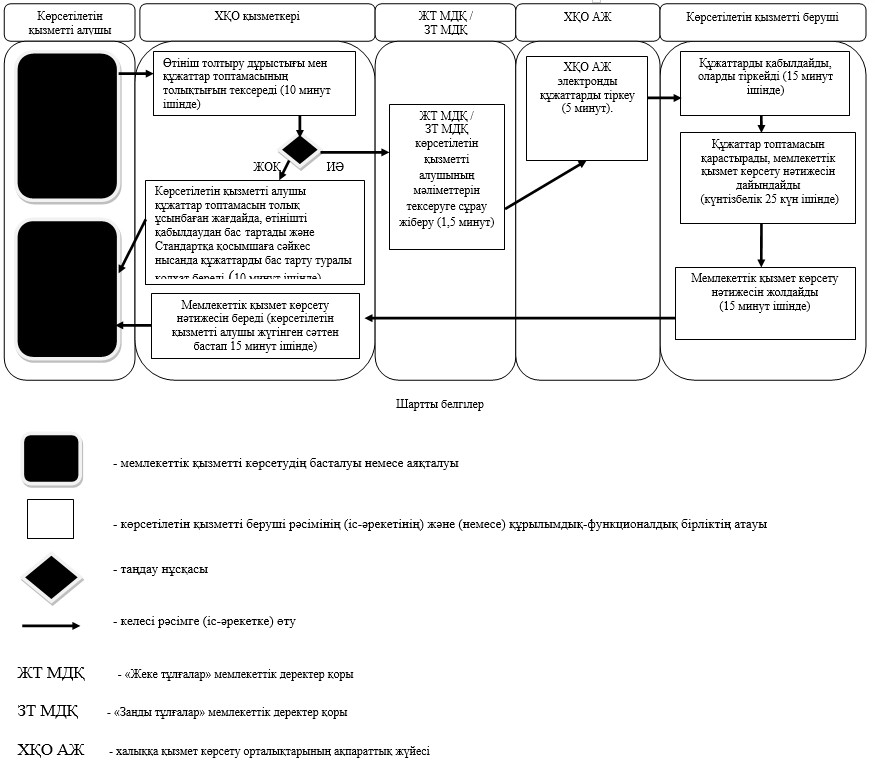 Көрсетілетін
қызметті алушы
ХҚО қызметкері
ЖТ МДҚ /
ЗТ МДҚ
ХҚО АЖ
Көрсетілетін қызметті беруші
Өтініш толтыру дұрыстығы мен
құжаттар топтамасының
толықтығын тексереді (10 минут
ішінде)
ЖОҚ
ИӘ
Көрсетілетін қызметті алушы
құжаттар топтамасын толық
ұсынбаған жағдайда, өтінішті
қабылдаудан бас тартады және
Стандартқа қосымшаға сәйкес
нысанда құжаттарды бас тарту туралы
қолхат береді (10 минут ішінде)
Мемлекеттік қызмет көрсету
нәтижесін береді (көрсетілетін
қызметті алушы жүгінген сәттен
бастап 15 минут ішінде)
ЖТ МДҚ /
ЗТ МДҚ
көрсетілетін
қызметті
алушының
мәліметтерін
тексеруге сұрау
жіберу (1,5 минут)
ХҚО АЖ
электронды
құжаттарды тіркеу
(5 минут).
Құжаттарды қабылдайды,
оларды тіркейді (15 минут
ішінде)
Құжаттар топтамасын
қарастырады, мемлекеттік
қызмет көрсету нәтижесін
дайындайды
(күнтізбелік 25 күн ішінде)
Мемлекеттік қызмет көрсету
нәтижесін жолдайды
(15 минут ішінде)
Шартты белгілер
- мемлекеттік қызметті көрсетудің басталуы немесе аяқталуы
- көрсетілетін қызметті беруші рәсімінің (іс-әрекетінің) және (немесе) құрылымдық-функционалдық бірліктің атауы
- таңдау нұсқасы
- келесі рәсімге (іс-әрекетке) өту
ЖТ МДҚ - «Жеке тұлғалар» мемлекеттік деректер қоры
ЗТ МДҚ - «Заңды тұлғалар» мемлекеттік деректер қоры
ХҚО АЖ - халыққа қызмет көрсету орталықтарының ақпараттық жүйесі